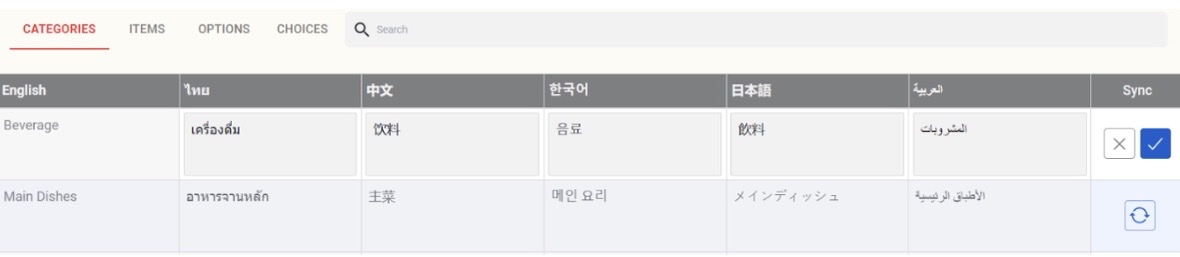 CATEGORIES ITEMS OPTIONS CHOICES Search
English ไทย 中文 한국어 日本語 العربية Sync
Beverage เครื่องดื่ม 饮料 음료 飲料 المشروبات
Main Dishes อาหารจานหลัก 主菜 메인 요리 メインディッシュ الأطباق الرئيسية